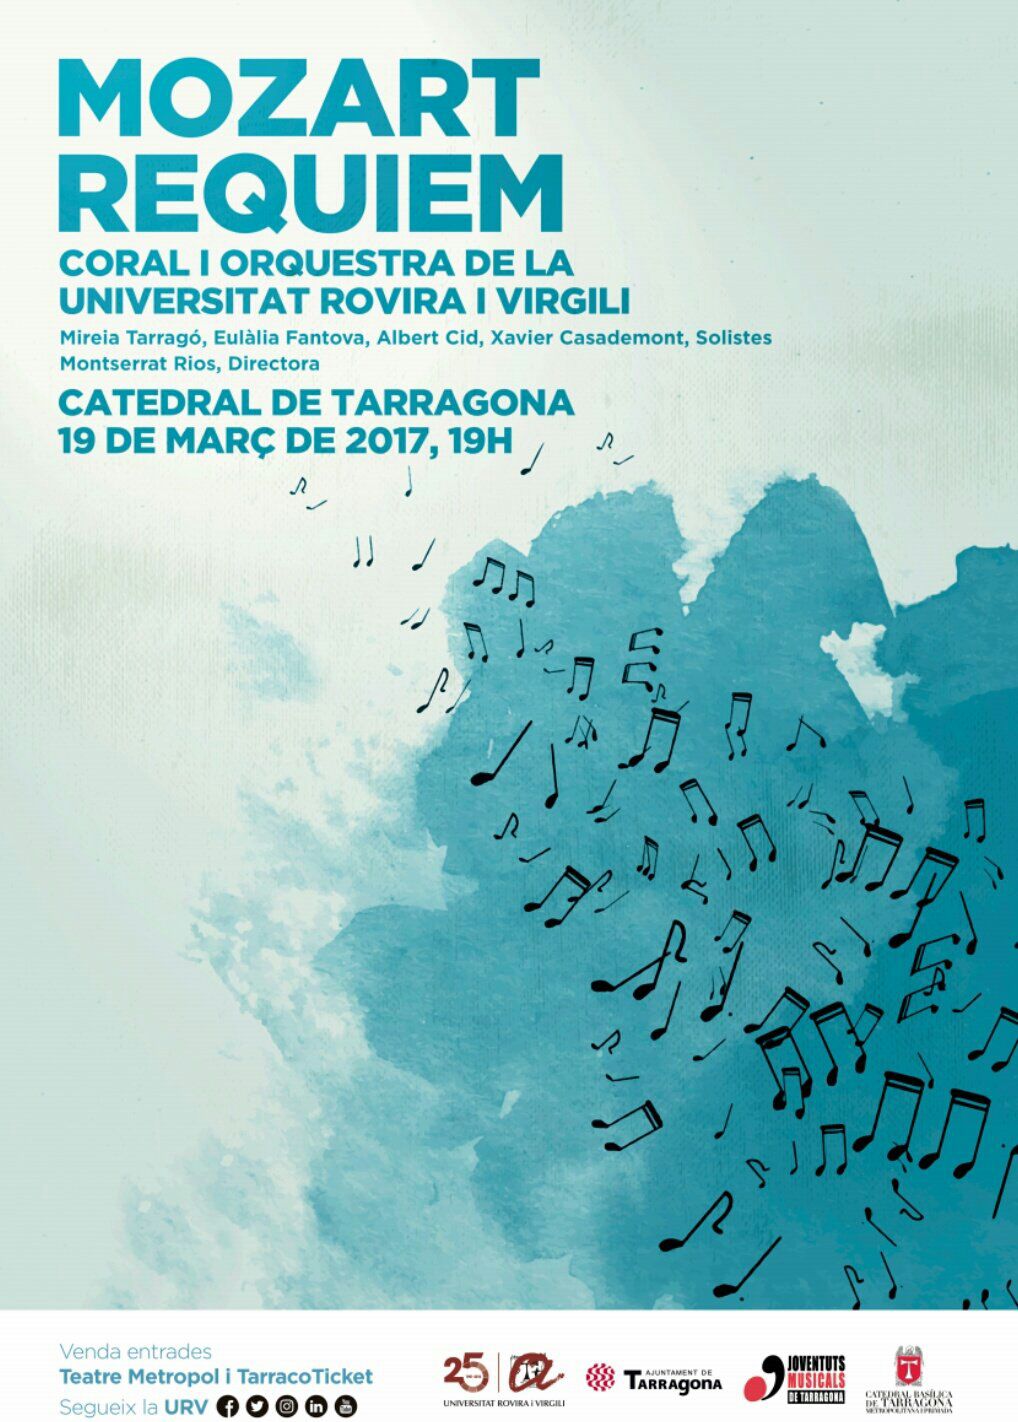 MOZART
REQUIEM
CORAL I ORQUESTRA DE LA
UNIVERSITAT ROVIRA I VIRGILI
Mireia Tarragó, Eulàlia Fantova, Albert Cid, Xavier Casademont, Solistes
Montserrat Rios, Directora
CATEDRAL DE TARRAGONA
19 DE MARÇ DE 2017, 19H
Venda entrades
Teatre Metropol i TarracoTicket
Segueix la URV
25
UNIVERSITAT ROVIRA i VIRGILI
AJUNTAMENT DE
TARRAgona
JOVENTUTS
MUSICALS
DE TARRAGONA
CATEDRAL BASÍLICA
DE TARRAGONA
METROPOLITANA I PRIMADA